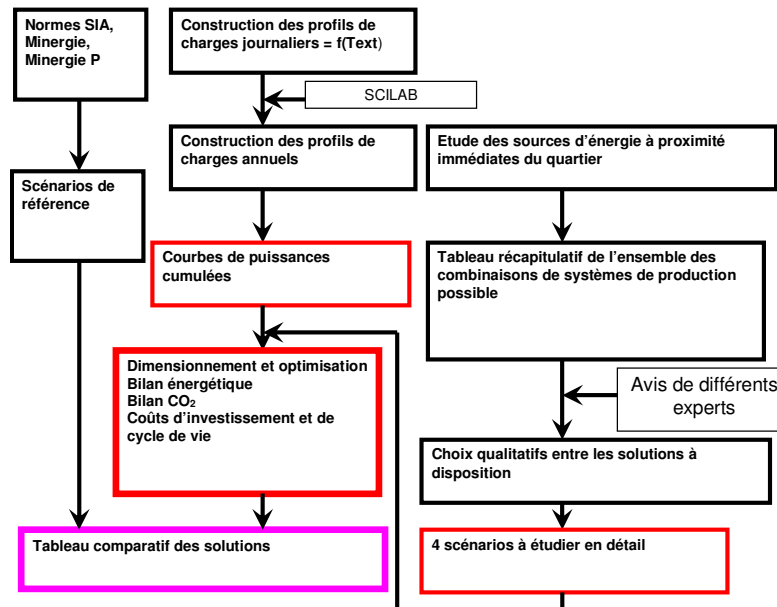 Normes SIA,
Minergie,
Minergie P
Construction des profils de
charges journaliers = f(Text)
SCILAB
Construction des profils de
charges annuels
Etude des sources d'énergie à proximité
immédiates du quartier
Scénarios de
référence
Courbes de puissances
cumulées
Tableau récapitulatif de l'ensemble des
combinaisons de systèmes de production
possible
Dimensionnement et optimisation
Bilan énergétique
Bilan CO₂
Coûts d'investissement et de
cycle de vie
Avis de différents
experts
Choix qualitatifs entre les solutions à
disposition
Tableau comparatif des solutions
4 scénarios à étudier en détail